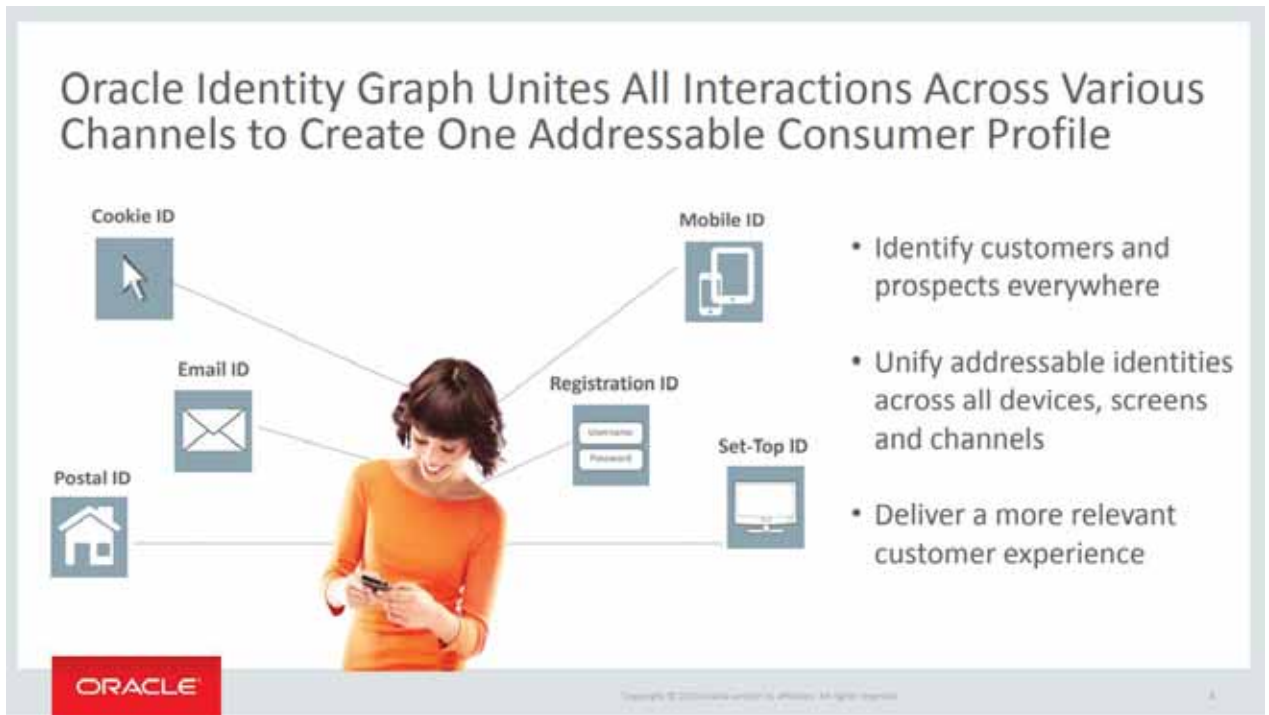 Oracle Identity Graph Unites All Interactions Across Various
Channels to Create One Addressable Consumer Profile
Cookie ID
Mobile ID
Email ID
Registration ID
Username
Password
Set-Top ID
Postal ID
• Identify customers and
prospects everywhere
• Unify addressable identities
across all devices, screens
and channels
• Deliver a more relevant
customer experience
ORACLE